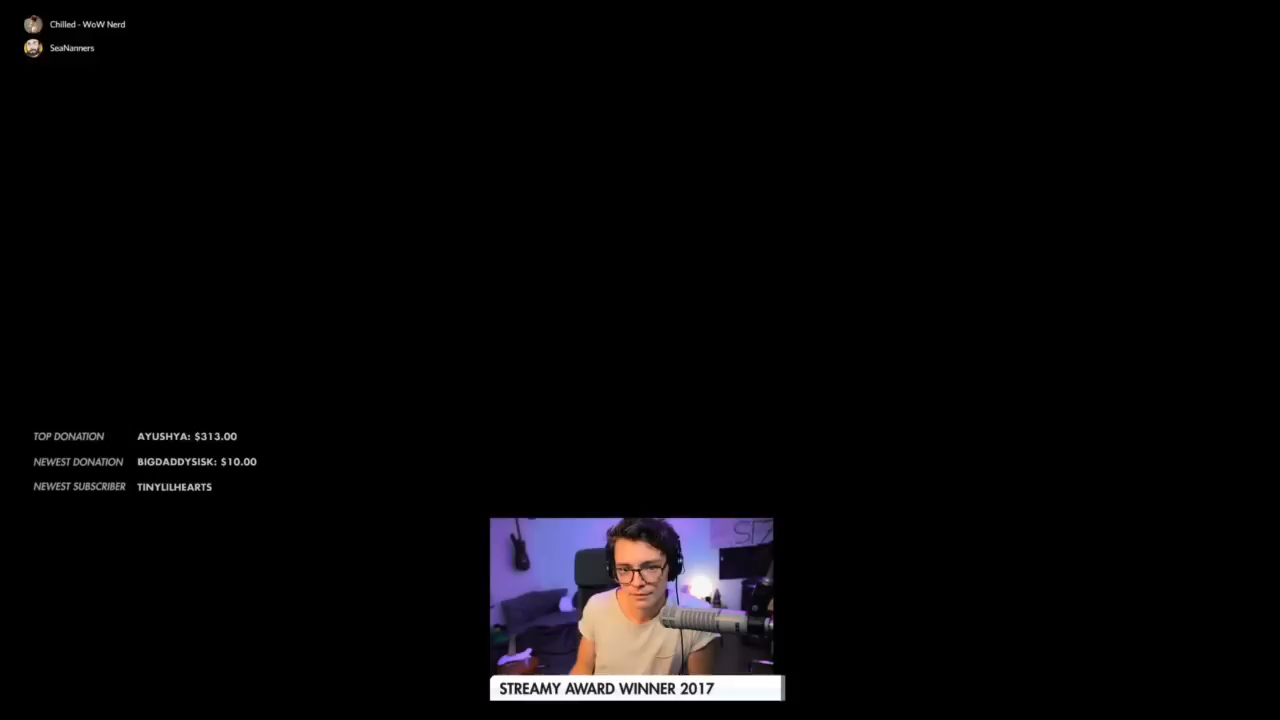 Chilled - WoW Nerd
SeaNanners
TOP DONATION AYUSHYA: $313.00
NEWEST DONATION BIGDADDYSISK: $10.00
NEWEST SUBSCRIBER TINYLILHEARTS
STREAMY AWARD WINNER 2017